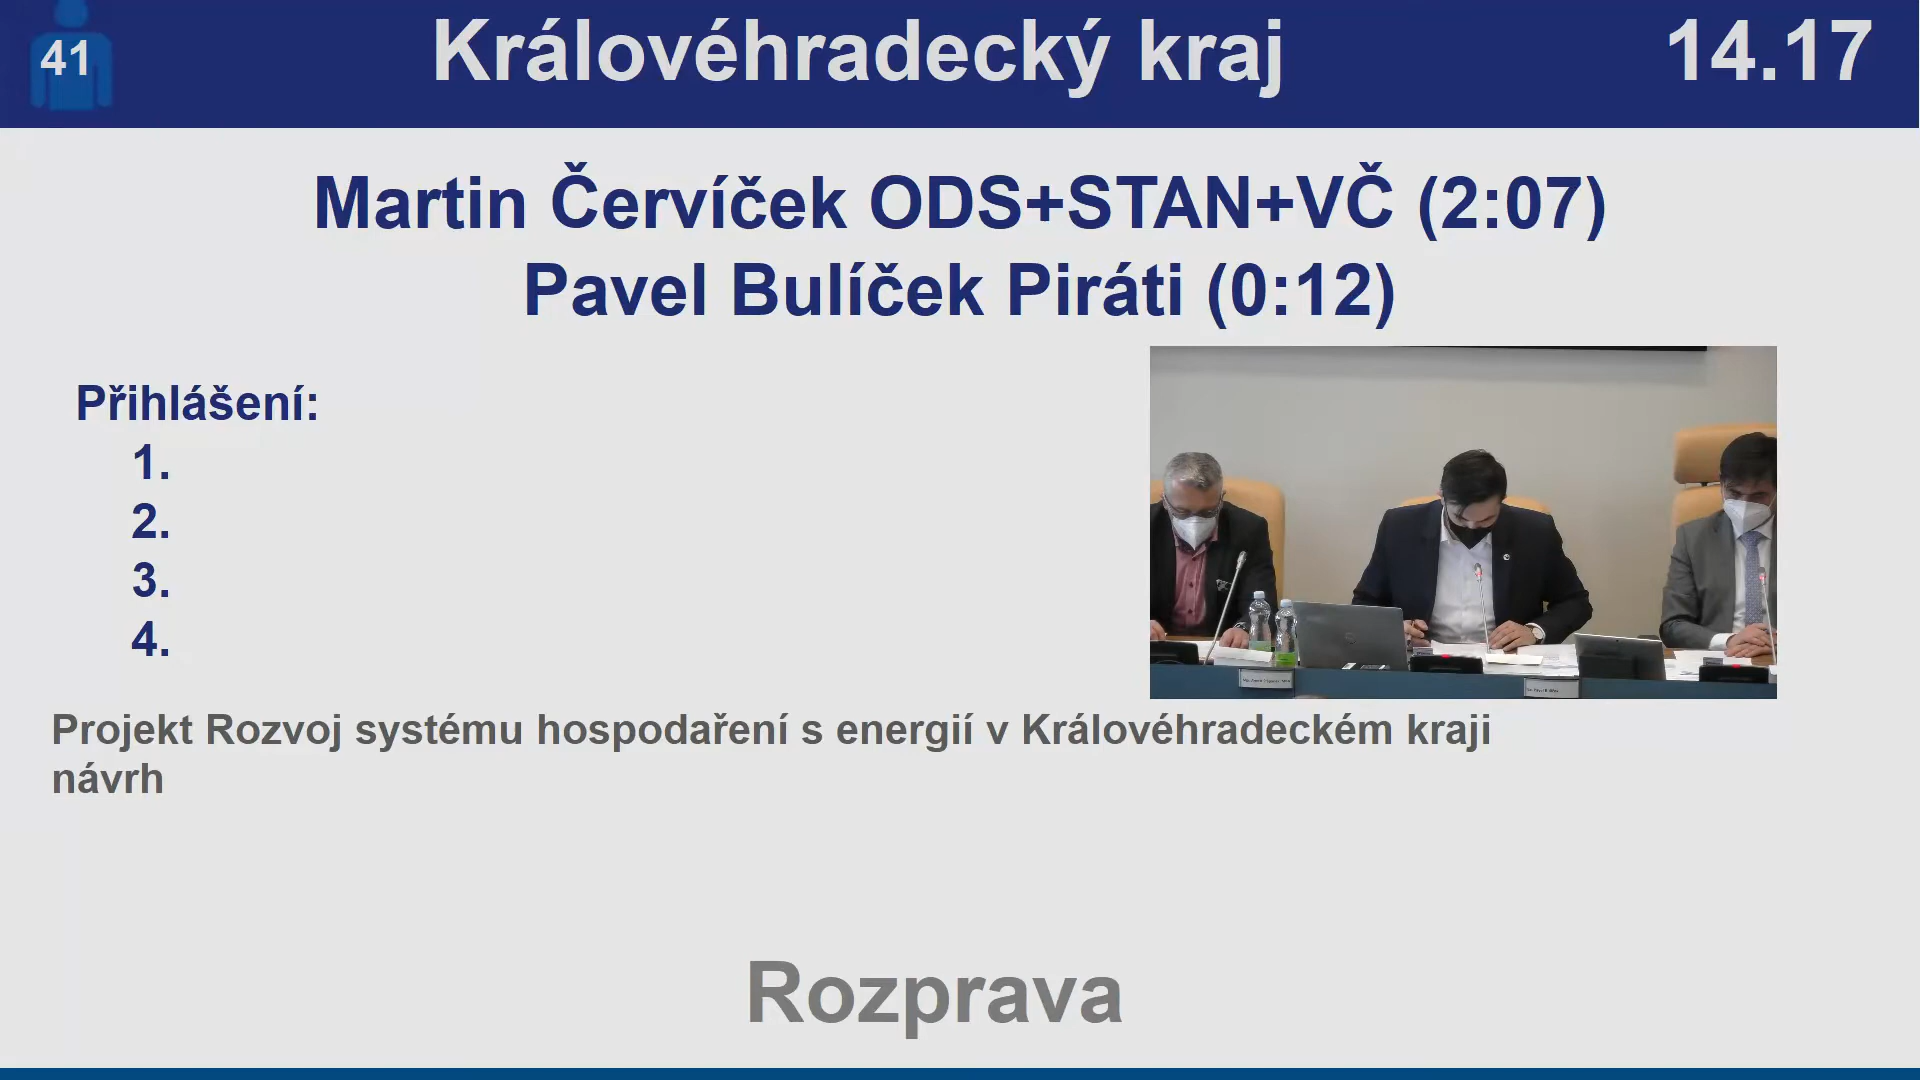 41
Královéhradecký kraj
14.17
Martin Červíček ODS+STAN+VČ (2:07)
Pavel Bulíček Piráti (0:12)
Přihlášení:
1.
2.
3.
4.
Projekt Rozvoj systému hospodaření s energií v Královéhradeckém kraji
návrh
Rozprava